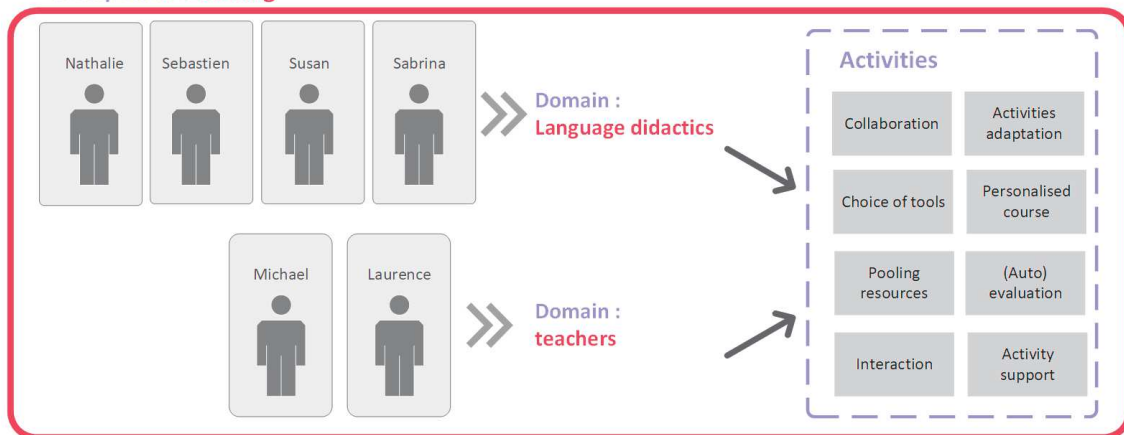 Nathalie
Sebastien
Susan
Sabrina
Domain :
Language didactics
Michael
Laurence
Domain :
teachers
Activities
Collaboration
Activities
adaptation
Choice of tools
Personalised
course
Pooling
resources
(Auto)
evaluation
Interaction
Activity
support